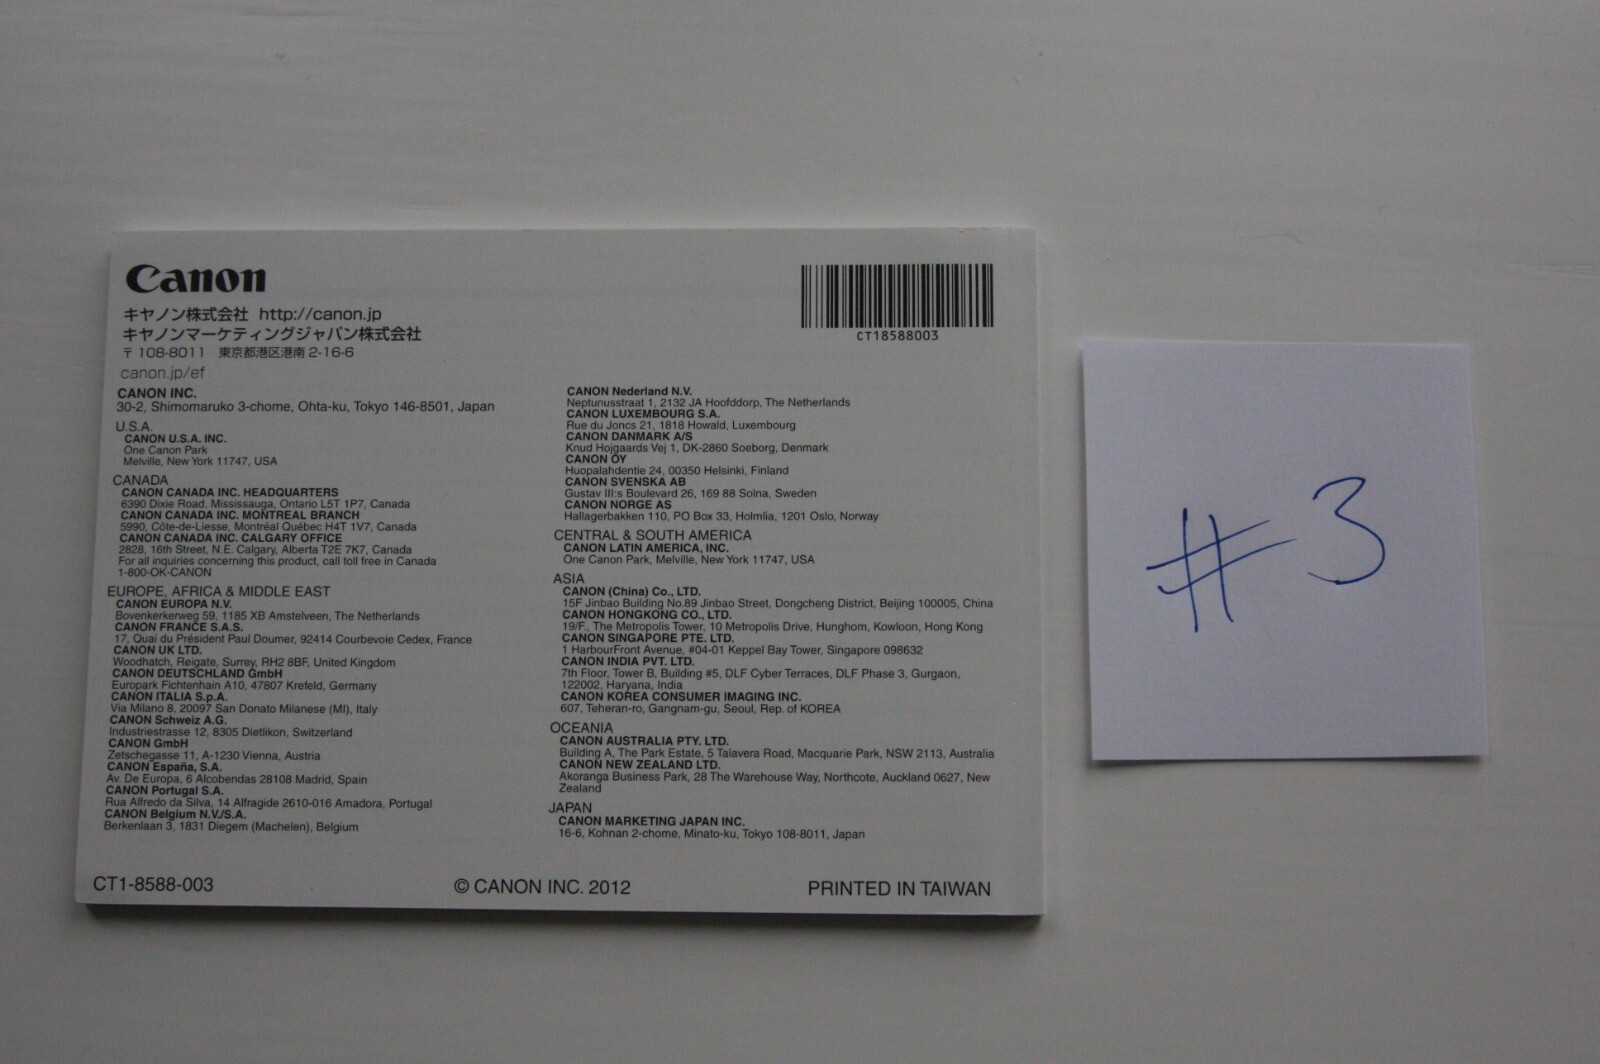 Canon
キヤノン株式会社 http://canon.jp
キヤノンマーケティングジャパン株式会社
〒108-8011 東京都港区港南 2-16-6
canon.jp/ef
CANON INC.
30-2, Shimomaruko 3-chome, Ohta-ku, Tokyo 146-8501, Japan
U.S.A.
CANON U.S.A. INC.
One Canon Park
Melville, New York 11747, USA
CANADA
CANON CANADA INC. HEADQUARTERS
6390 Dixie Road, Mississauga, Ontario L5T 1P7, Canada
CANON CANADA INC. MONTREAL BRANCH
5990, Côte-de-Liesse, Montréal Québec H4T 1V7, Canada
CANON CANADA INC. CALGARY OFFICE
2828, 16th Street, N.E. Calgary, Alberta T2E 7K7, Canada
For all inquiries concerning this product, call toll free in Canada
1-800-OK-CANON
EUROPE, AFRICA & MIDDLE EAST
CANON EUROPA N.V.
Bovenkerkerweg 59, 1185 XB Amstelveen, The Netherlands
CANON FRANCE S.A.S.
17, Quai du Président Paul Doumer, 92414 Courbevoie Cedex, France
CANON UK LTD.
Woodhatch, Reigate, Surrey, RH2 8BF, United Kingdom
CANON DEUTSCHLAND GmbH
Europark Fichtenhain A10, 47807 Krefeld, Germany
CANON ITALIA S.p.A.
Via Milano 8, 20097 San Donato Milanese (MI), Italy
CANON Schweiz A.G.
Industriestrasse 12, 8305 Dietlikon, Switzerland
CANON GmbH
Zetschegasse 11, A-1230 Vienna, Austria
CANON España, S.A.
Av. De Europa, 6 Alcobendas 28108 Madrid, Spain
CANON Portugal S.A.
Rua Alfredo da Silva, 14 Alfragide 2610-016 Amadora, Portugal
CANON Belgium N.V./S.A.
Berkenlaan 3, 1831 Diegem (Machelen), Belgium
CT18588003
CANON Nederland N.V.
Neptunusstraat 1, 2132 JA Hoofddorp, The Netherlands
CANON LUXEMBOURG S.A.
Rue du Joncs 21, 1818 Howald, Luxembourg
CANON DANMARK A/S
Knud Hojgaards Vej 1, DK-2860 Soeborg, Denmark
CANON OY
Huopalahdentie 24, 00350 Helsinki, Finland
CANON SVENSKA AB
Gustav III:s Boulevard 26, 169 88 Solna, Sweden
CANON NORGE AS
Hallagerbakken 110, PO Box 33, Holmlia, 1201 Oslo, Norway
CENTRAL & SOUTH AMERICA
CANON LATIN AMERICA, INC.
One Canon Park, Melville, New York 11747, USA
ASIA
CANON (China) Co., LTD.
15F Jinbao Building No.89 Jinbao Street, Dongcheng District, Beijing 100005, China
CANON HONGKONG CO., LTD.
19/F., The Metropolis Tower, 10 Metropolis Drive, Hunghom, Kowloon, Hong Kong
CANON SINGAPORE PTE. LTD.
1 HarbourFront Avenue, #04-01 Keppel Bay Tower, Singapore 098632
CANON INDIA PVT. LTD.
7th Floor, Tower B, Building #5, DLF Cyber Terraces, DLF Phase 3, Gurgaon,
122002, Haryana, India
CANON KOREA CONSUMER IMAGING INC.
607, Teheran-ro, Gangnam-gu, Seoul, Rep. of KOREA
OCEANIA
CANON AUSTRALIA PTY. LTD.
Building A, The Park Estate, 5 Talavera Road, Macquarie Park, NSW 2113, Australia
CANON NEW ZEALAND LTD.
Akoranga Business Park, 28 The Warehouse Way, Northcote, Auckland 0627, New
Zealand
JAPAN
CANON MARKETING JAPAN INC.
16-6, Kohnan 2-chome, Minato-ku, Tokyo 108-8011, Japan
CT1-8588-003
© CANON INC. 2012
PRINTED IN TAIWAN
#3